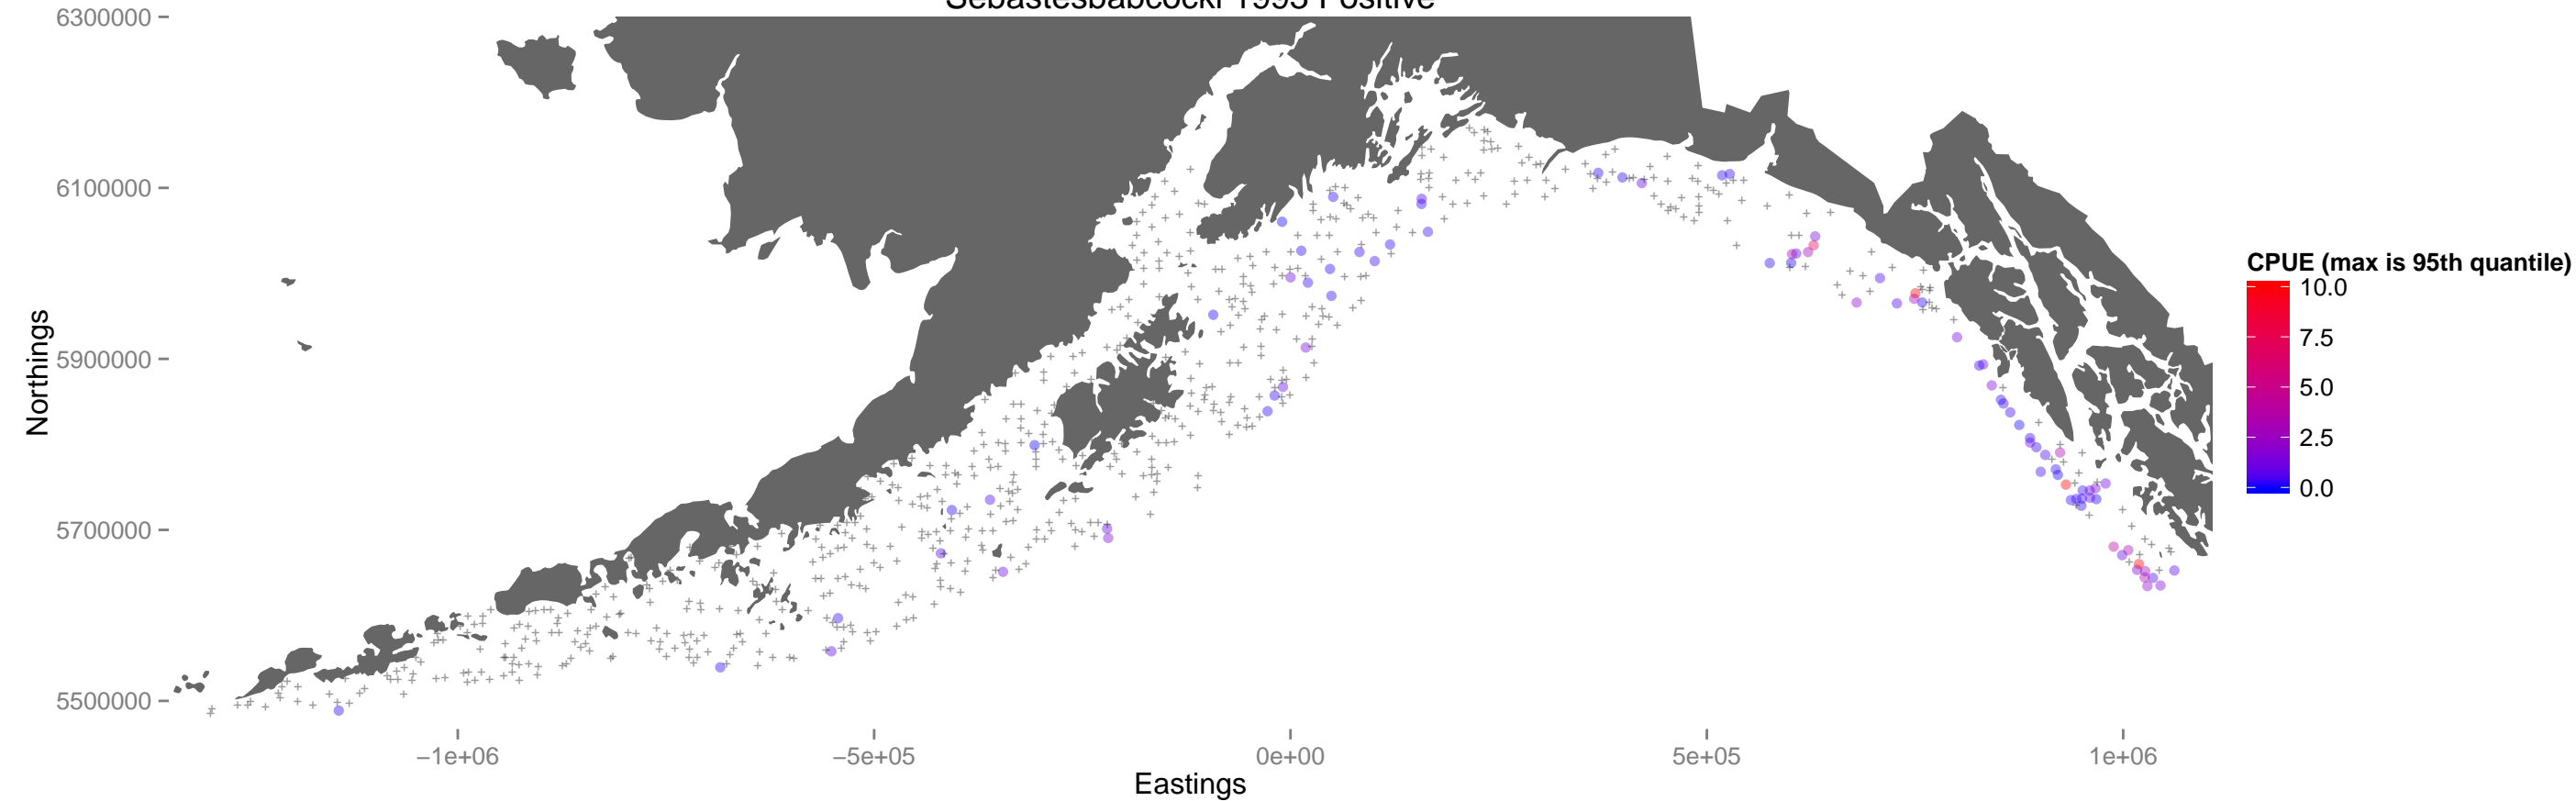 Sebastesbabcocki 1993 Positive
6300000
6100000
5900000
5700000
5500000
Northings
−1e+06
−5e+05
0e+00
5e+05
1e+06
Eastings
CPUE (max is 95th quantile)
10.0
7.5
5.0
2.5
0.0